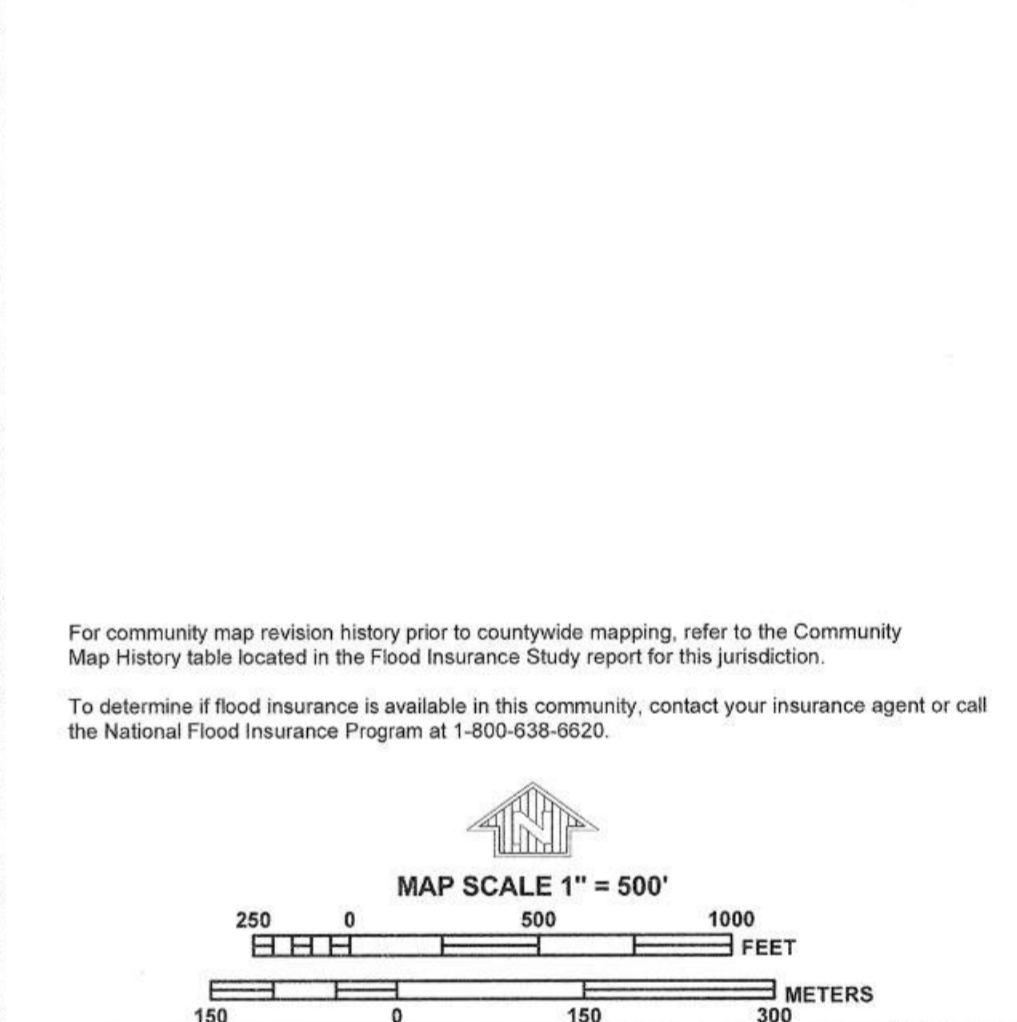 For community map revision history prior to countywide mapping, refer to the Community
Map History table located in the Flood Insurance Study report for this jurisdiction.
To determine if flood insurance is available in this community, contact your insurance agent or call
the National Flood Insurance Program at 1-800-638-6620.
N
MAP SCALE 1" = 500'
250 0 500 1000
FEET
METERS
150 0 150 300